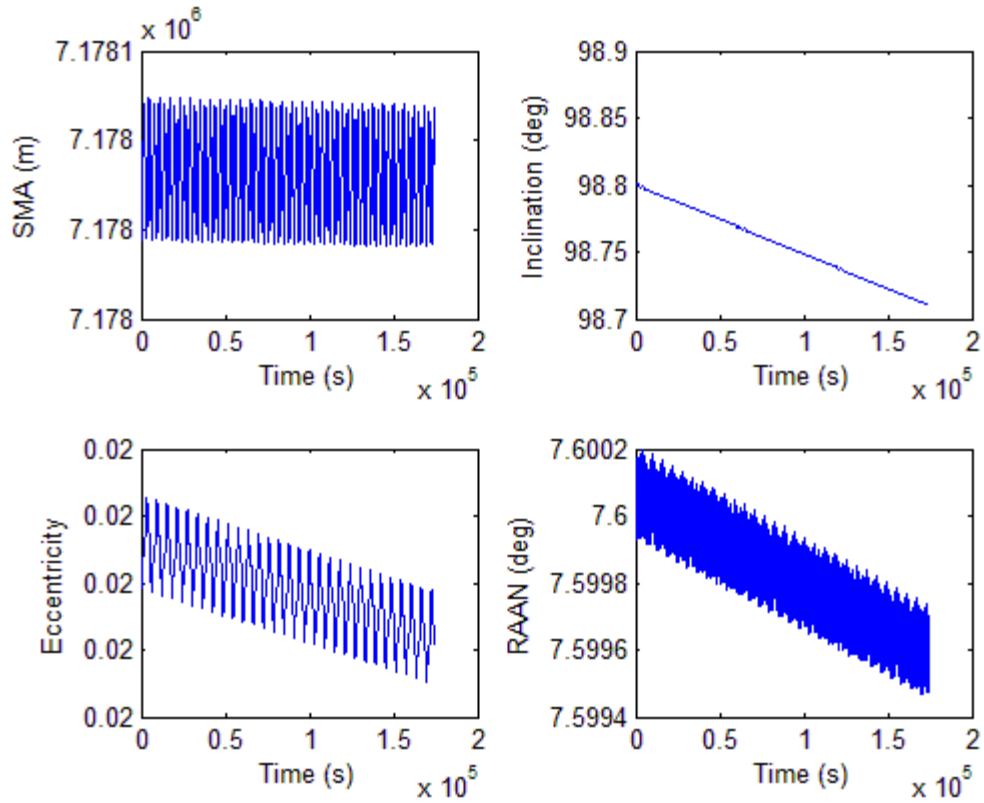 x 10^6
7.1781
7.178
7.178
7.178
SMA (m)
0 0.5 1 1.5 2
Time (s)
x 10^5
98.9
98.85
98.8
98.75
98.7
Inclination (deg)
0 0.5 1 1.5 2
Time (s)
x 10^5
0.02
0.02
0.02
0.02
0.02
Eccentricity
0 0.5 1 1.5 2
Time (s)
x 10^5
7.6002
7.6
7.5998
7.5996
7.5994
RAAN (deg)
0 0.5 1 1.5 2
Time (s)
x 10^5